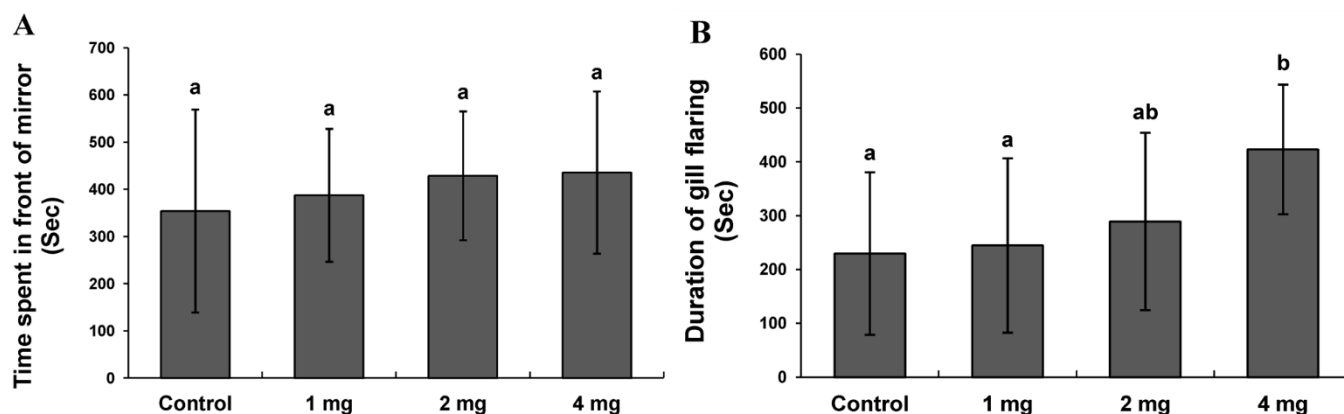 A
Time spent in front of mirror
(Sec)
700
600
500
400
300
200
100
0
a
a
a
a
Control
1 mg
2 mg
4 mg
B
Duration of gill flaring
(Sec)
600
500
400
300
200
100
0
a
a
ab
b
Control
1 mg
2 mg
4 mg